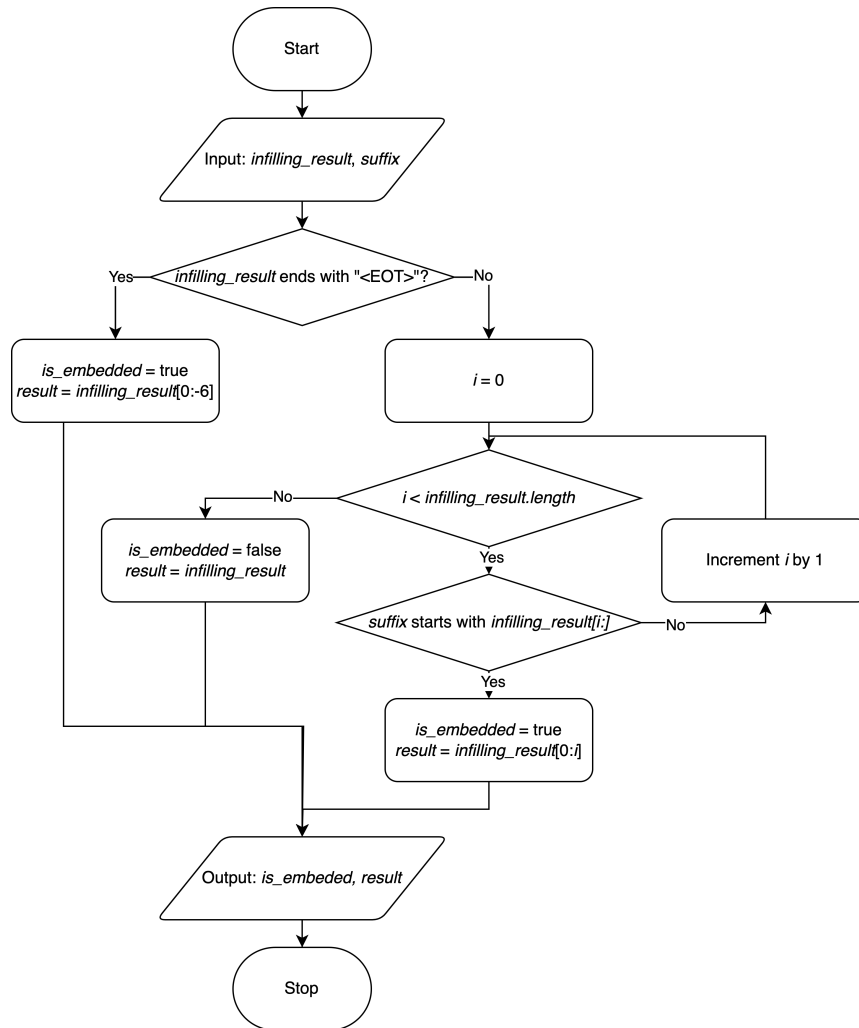 Start
Input: infilling_result, suffix
infilling_result ends with "<EOT>"?
Yes
No
is_embedded = true
result = infilling_result[0:-6]
i = 0
i < infilling_result.length
No
is_embedded = false
result = infilling_result
Yes
Increment i by 1
suffix starts with infilling_result[i:]
No
Yes
is_embedded = true
result = infilling_result[0:i]
Output: is_embeded, result
Stop